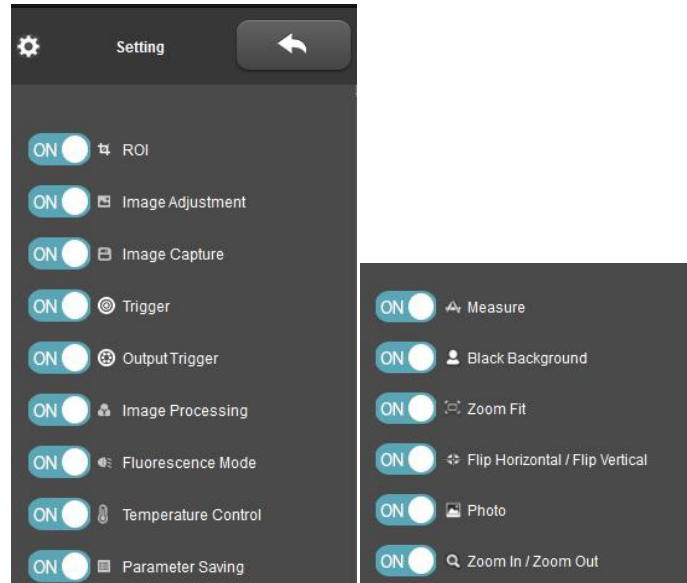 Setting
ON ROI
ON Image Adjustment
ON Image Capture
ON Trigger
ON Output Trigger
ON Image Processing
ON Fluorescence Mode
ON Temperature Control
ON Parameter Saving
ON Measure
ON Black Background
ON Zoom Fit
ON Flip Horizontal / Flip Vertical
ON Photo
ON Zoom In / Zoom Out